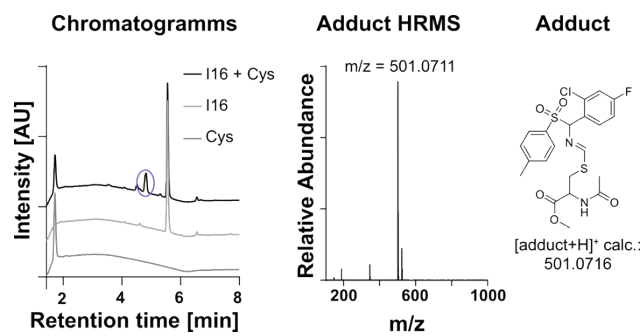 Chromatogramms
Adduct HRMS
Adduct
Intensity [AU]
I16 + Cys
I16
Cys
2
4
6
8
Retention time [min]
Relative Abundance
m/z = 501.0711
200
600
1000
m/z
Cl
F
O
O
S
N
S
O
O
N
H
O
[adduct+H]⁺ calc.:
501.0716